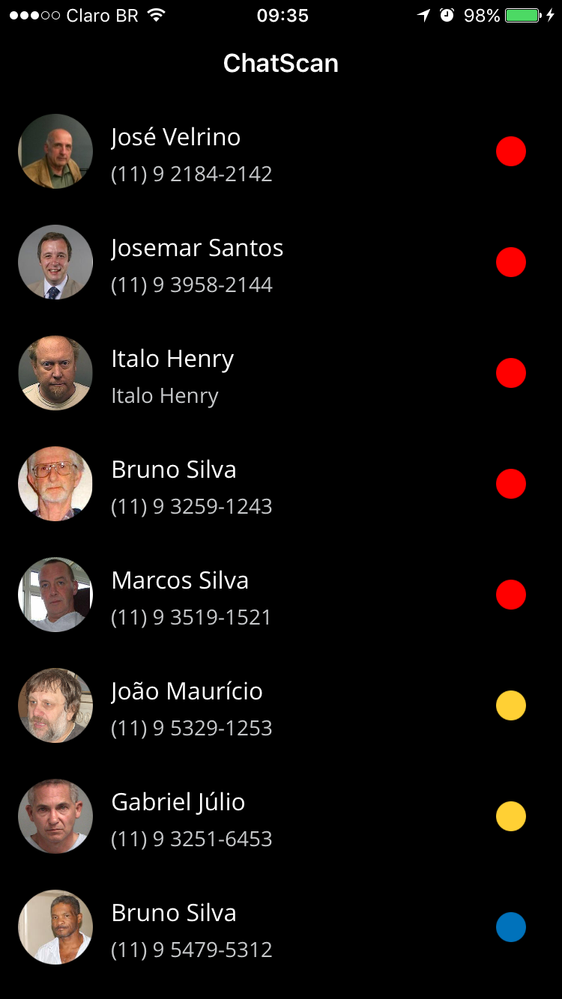 Claro BR 09:35 98%
ChatScan
José Velrino
(11) 9 2184-2142
Josemar Santos
(11) 9 3958-2144
Italo Henry
Italo Henry
Bruno Silva
(11) 9 3259-1243
Marcos Silva
(11) 9 3519-1521
João Maurício
(11) 9 5329-1253
Gabriel Júlio
(11) 9 3251-6453
Bruno Silva
(11) 9 5479-5312